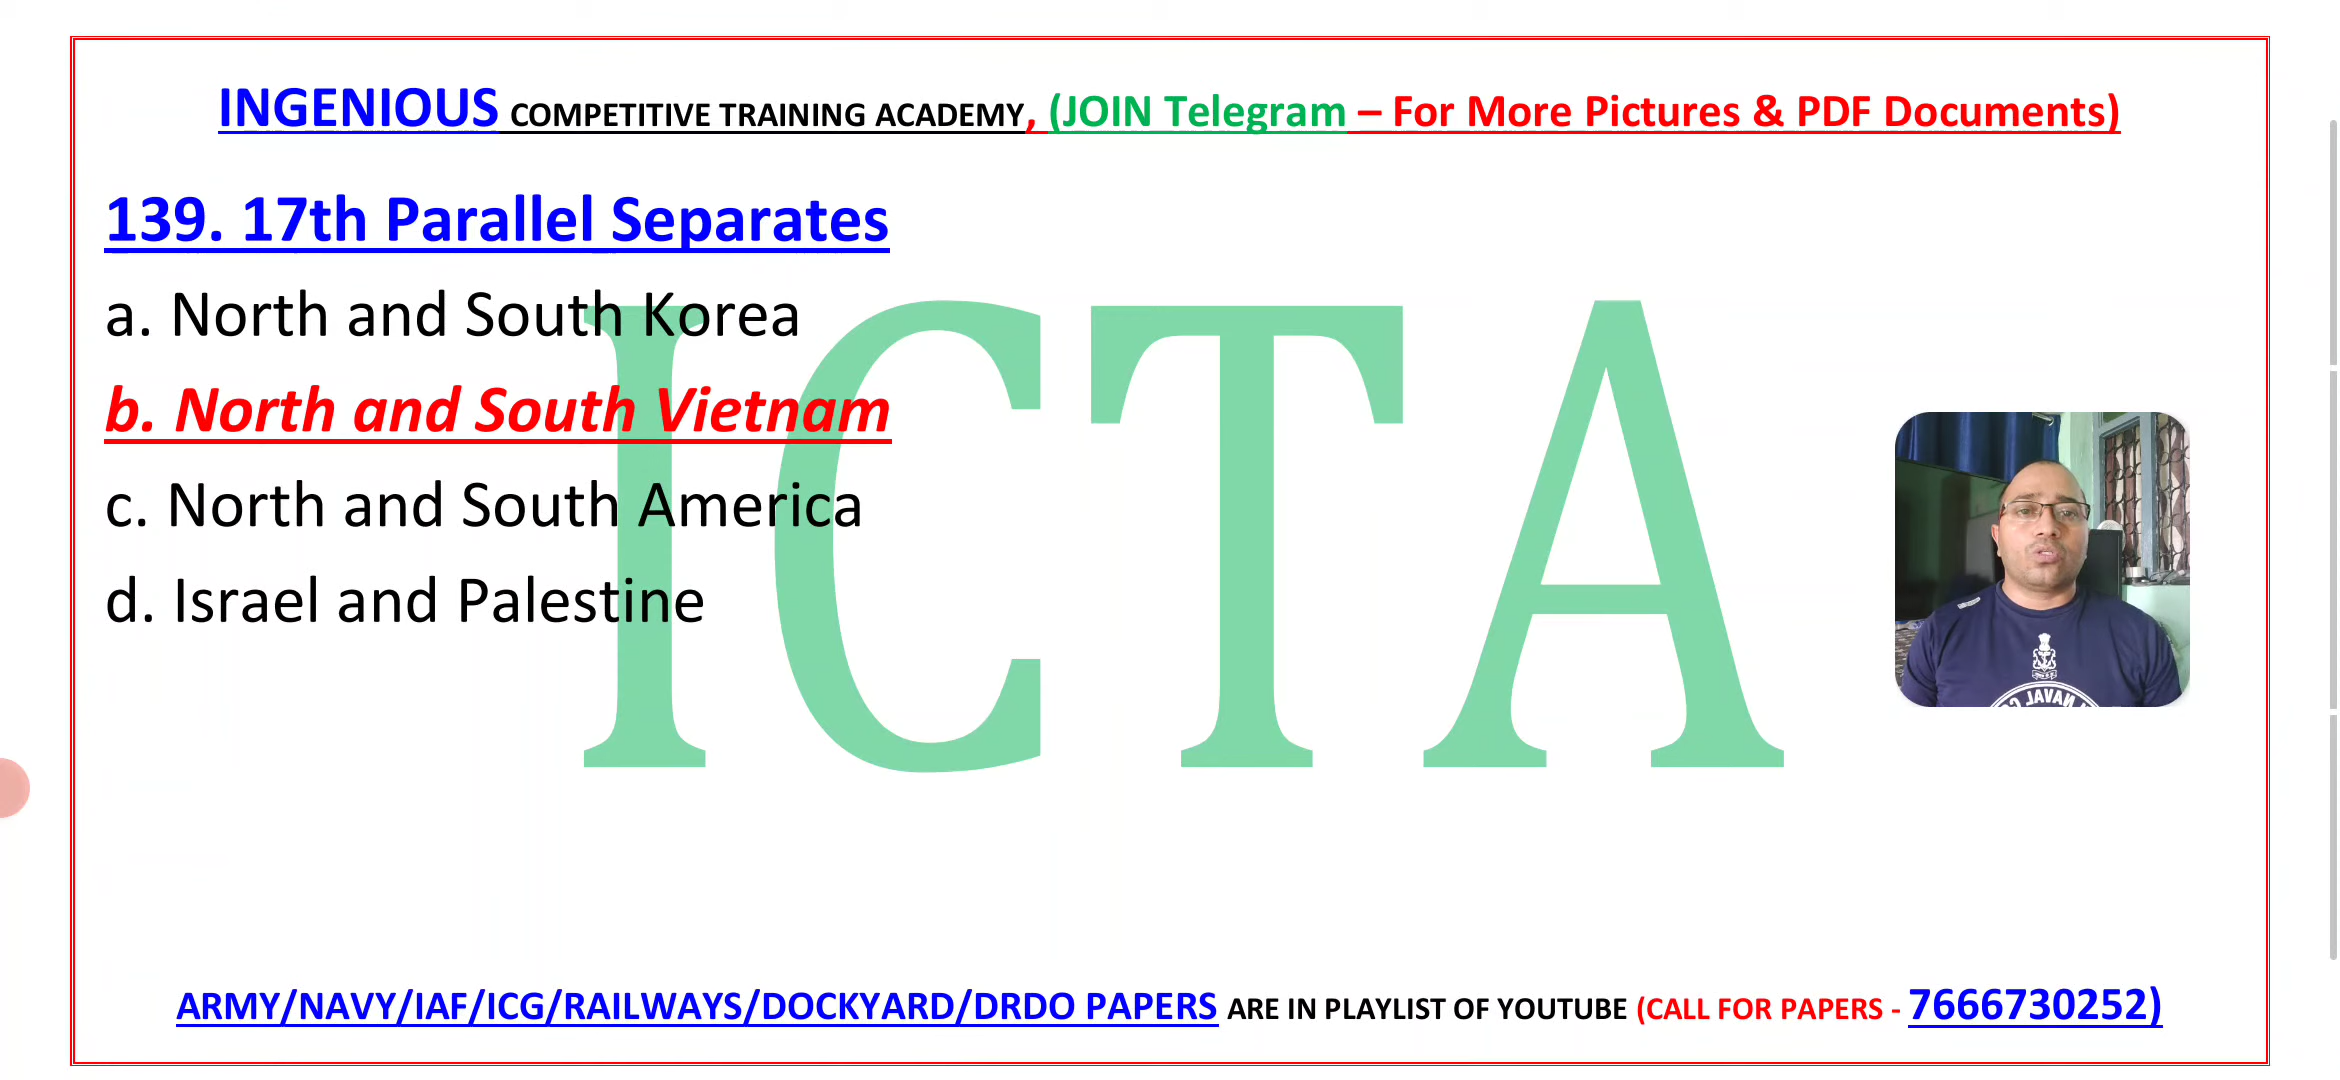 INGENIOUS COMPETITIVE TRAINING ACADEMY, (JOIN Telegram – For More Pictures & PDF Documents)
139. 17th Parallel Separates
a. North and South Korea
b. North and South Vietnam
c. North and South America
d. Israel and Palestine
ICTA
NAVAL
ARMY/NAVY/IAF/ICG/RAILWAYS/DOCKYARD/DRDO PAPERS ARE IN PLAYLIST OF YOUTUBE (CALL FOR PAPERS - 7666730252)